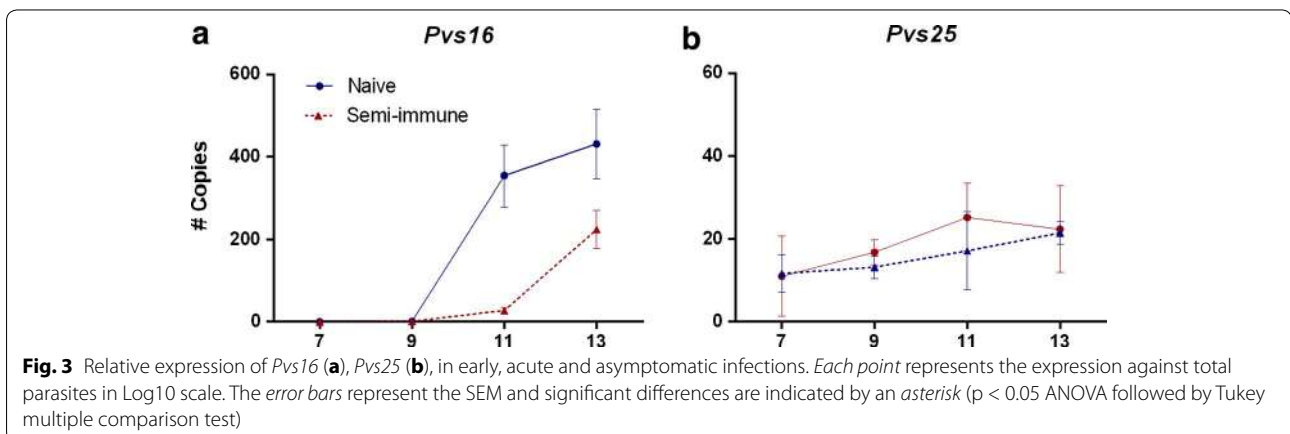 a
Pvs16
b
Pvs25
600
400
200
0
# Copies
Naive
Semi-immune
7 9 11 13
60
40
20
0
7 9 11 13
Fig. 3 Relative expression of Pvs16 (a), Pvs25 (b), in early, acute and asymptomatic infections. Each point represents the expression against total
parasites in Log10 scale. The error bars represent the SEM and significant differences are indicated by an asterisk (p < 0.05 ANOVA followed by Tukey
multiple comparison test)